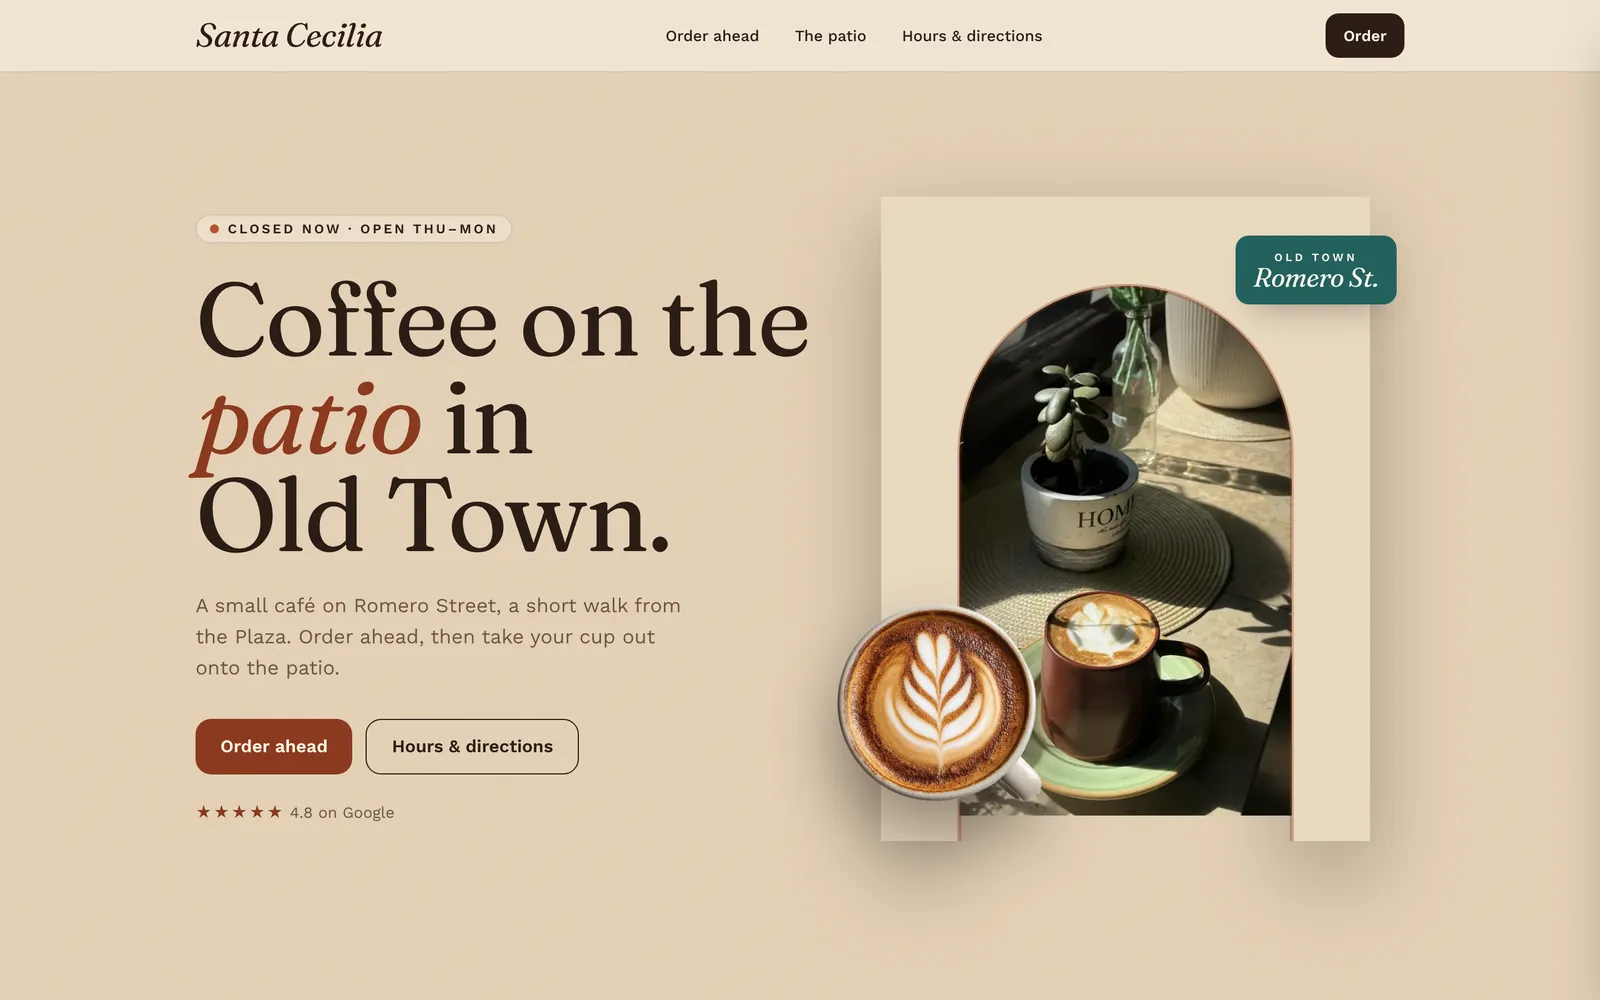 Santa Cecilia
Order ahead
The patio
Hours & directions
Order
CLOSED NOW · OPEN THU–MON
Coffee on the
patio in
Old Town.
A small café on Romero Street, a short walk from
the Plaza. Order ahead, then take your cup out
onto the patio.
Order ahead
Hours & directions
★★★★★ 4.8 on Google
OLD TOWN
Romero St.